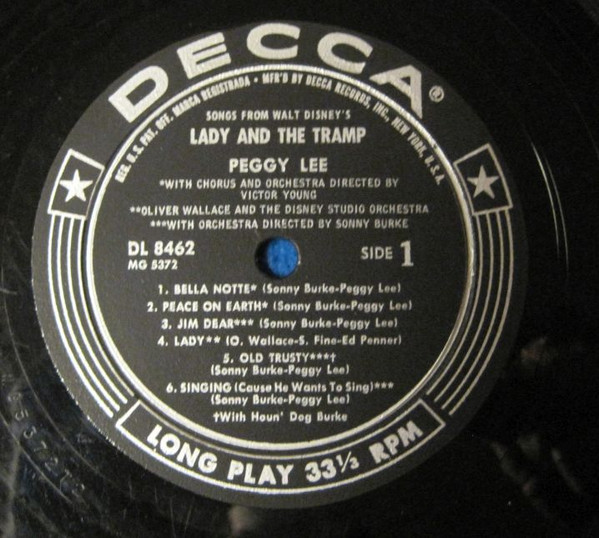 DECCA®
REG. U.S. PAT. OFF. MARCA REGISTRADA • MFR'D BY DECCA RECORDS, INC., NEW YORK, U.S.A.
SONGS FROM WALT DISNEY'S
LADY AND THE TRAMP
PEGGY LEE
*WITH CHORUS AND ORCHESTRA DIRECTED BY
VICTOR YOUNG
**OLIVER WALLACE AND THE DISNEY STUDIO ORCHESTRA
***WITH ORCHESTRA DIRECTED BY SONNY BURKE
DL 8462
MG 5372
SIDE 1
1. BELLA NOTTE* (Sonny Burke-Peggy Lee)
2. PEACE ON EARTH* (Sonny Burke-Peggy Lee)
3. JIM DEAR*** (Sonny Burke-Peggy Lee)
4. LADY** (O. Wallace-S. Fine-Ed Penner)
5. OLD TRUSTY***†
(Sonny Burke-Peggy Lee)
6. SINGING (Cause He Wants To Sing)***
(Sonny Burke-Peggy Lee)
†With Houn' Dog Burke
LONG PLAY 33⅓ RPM